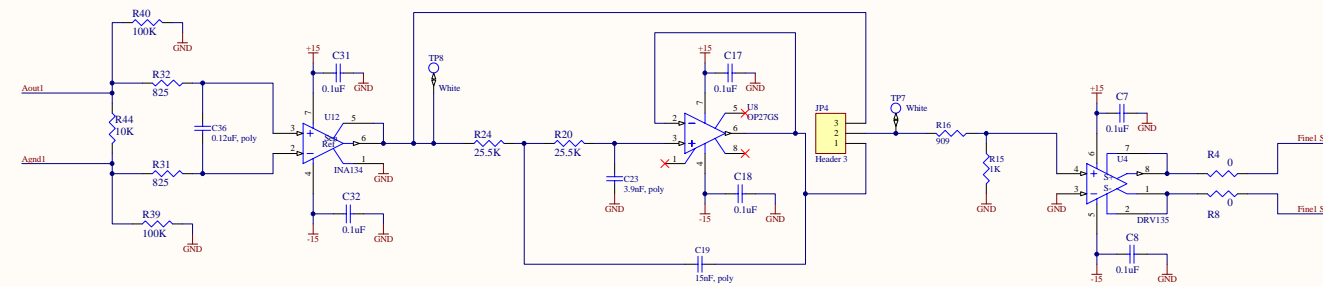 R40
100K
GND
Aout1
R32
825
R44
10K
C36
0.12uF, poly
Agnd1
R31
825
R39
100K
GND
+15
C31
0.1uF
GND
7
U12
5
3
6
2
1
Ref
INA134
GND
4
C32
0.1uF
GND
-15
TP8
White
R24
25.5K
R20
25.5K
C23
3.9nF, poly
GND
+15
C17
0.1uF
GND
7
5
U8
OP27GS
2
6
3
1
8
4
C18
0.1uF
GND
-15
C19
15nF, poly
JP4
3
2
1
Header 3
TP7
White
R16
909
R15
1K
GND
+15
C7
0.1uF
GND
6
7
U4
4
S+
8
3
S-
1
GND
2
5
DRV135
C8
0.1uF
GND
-15
R4
0
R8
0
Fine1 S
Fine1 S